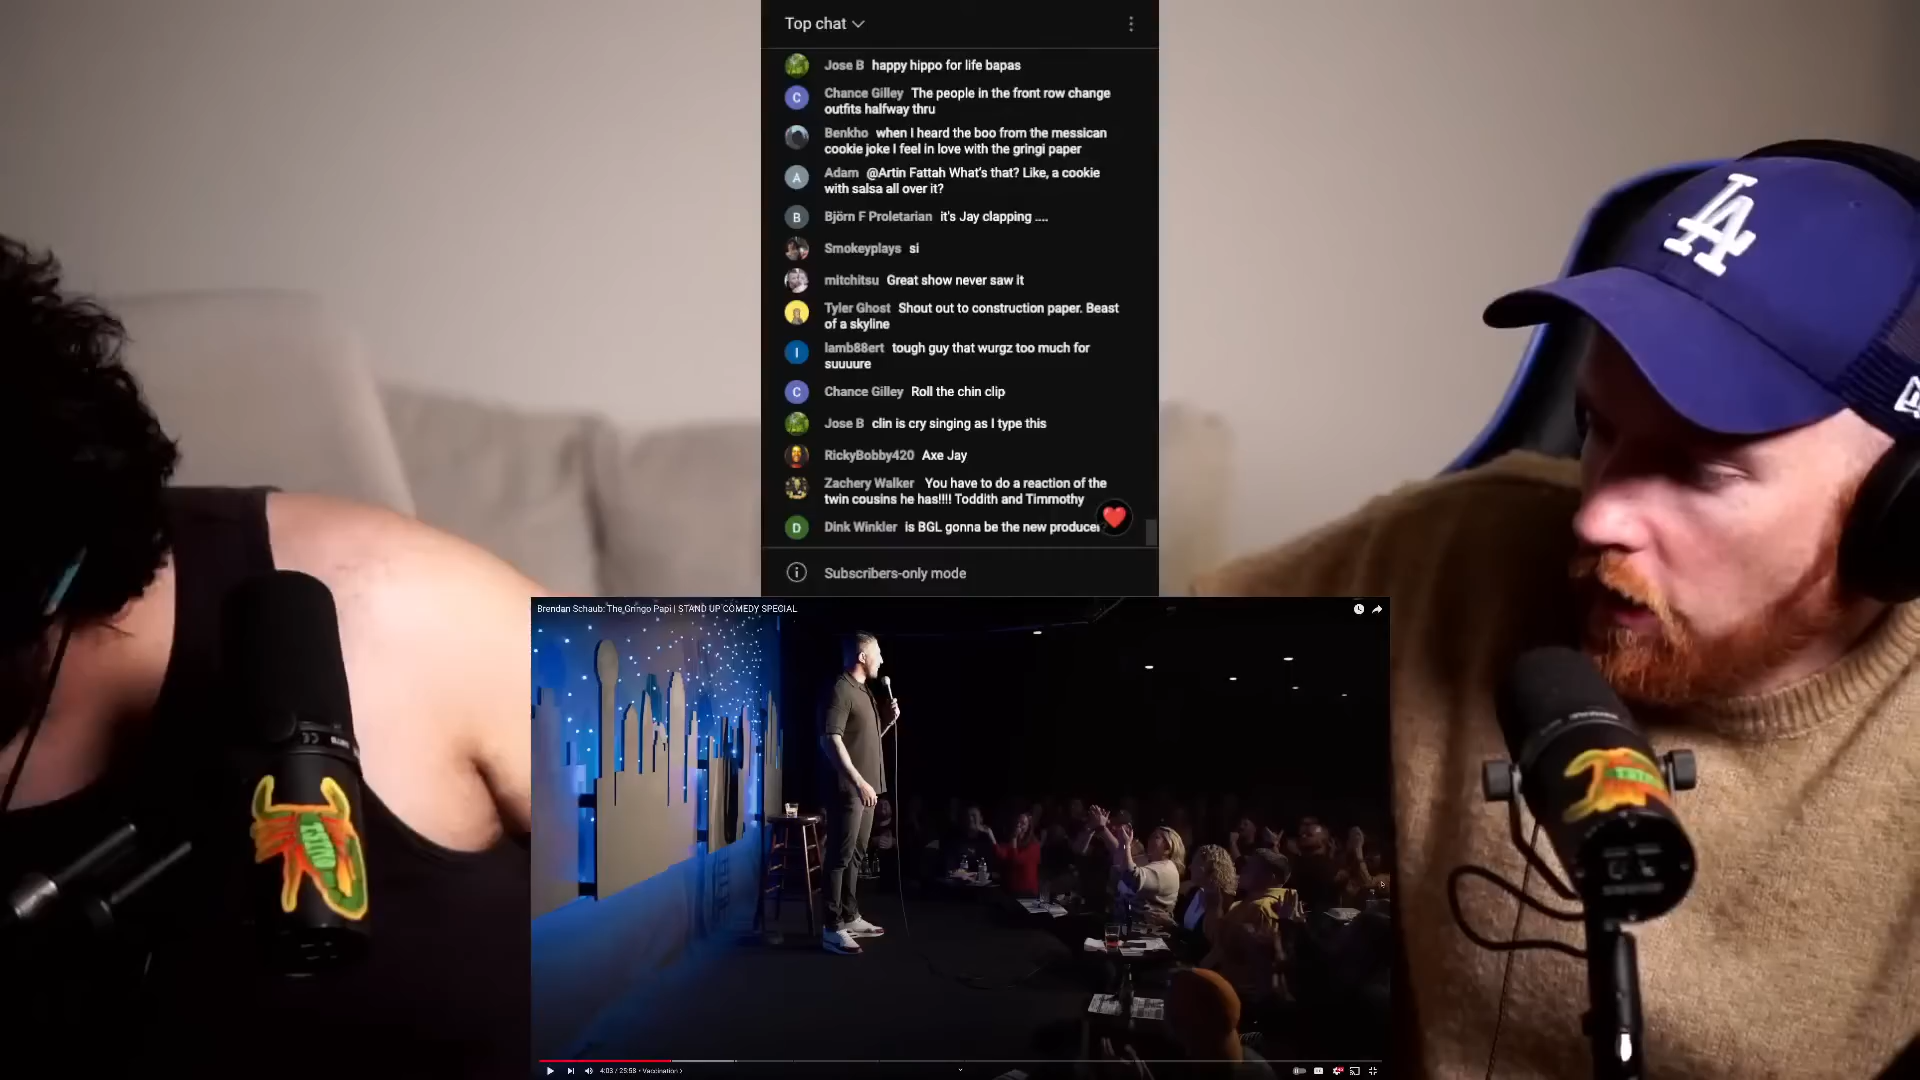 Top chat
Jose B happy hippo for life bapas
C
Chance Gilley The people in the front row change
outfits halfway thru
Benkho when I heard the boo from the messican
cookie joke I feel in love with the gringi paper
A
Adam @Artin Fattah What's that? Like, a cookie
with salsa all over it?
B
Björn F Proletarian it's Jay clapping ....
Smokeyplays si
mitchitsu Great show never saw it
Tyler Ghost Shout out to construction paper. Beast
of a skyline
I
lamb88ert tough guy that wurgz too much for
suuuure
C
Chance Gilley Roll the chin clip
Jose B clin is cry singing as I type this
RickyBobby420 Axe Jay
Zachery Walker You have to do a reaction of the
twin cousins he has!!!! Toddith and Timmothy
D
Dink Winkler is BGL gonna be the new producer
Subscribers-only mode
LA
Brendan Schaub: The Gringo Papi | STAND UP COMEDY SPECIAL
4:03 / 25:58 • Vaccination >